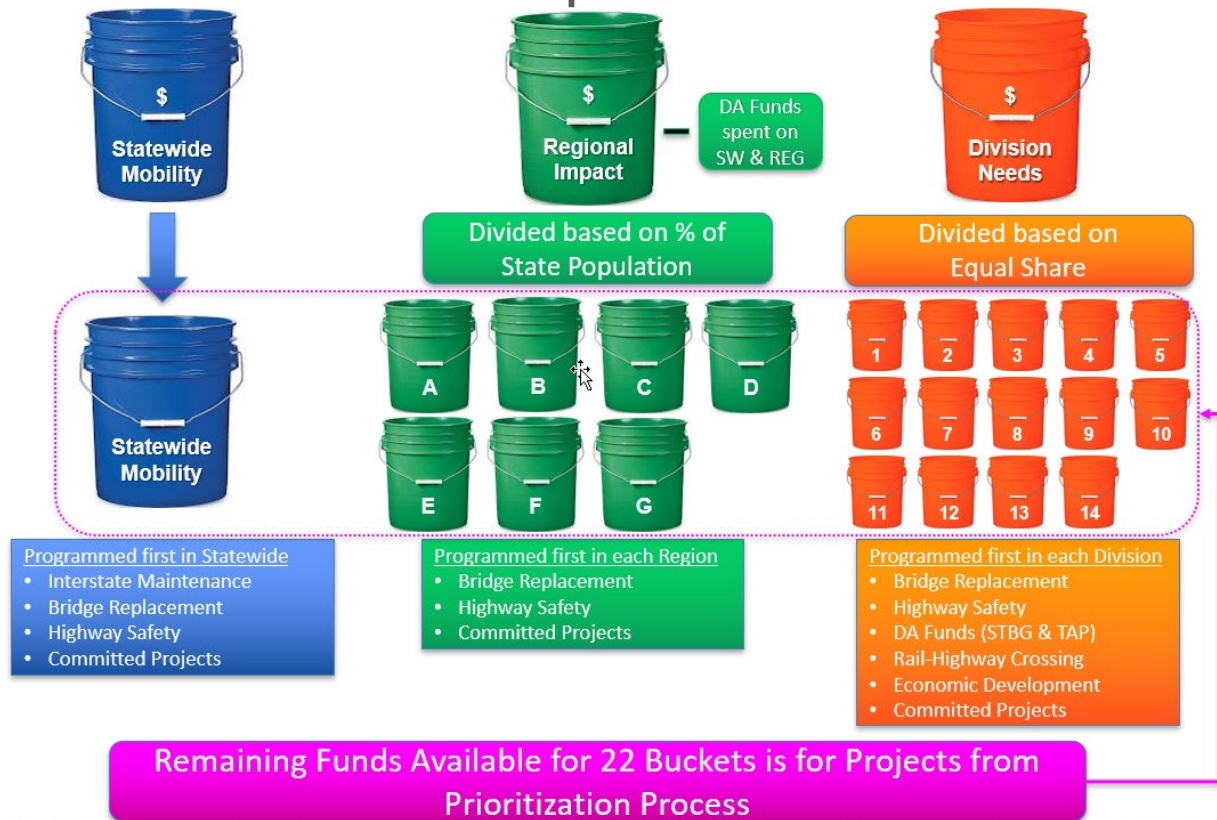 $
Statewide
Mobility
$
Regional
Impact
DA Funds
spent on
SW & REG
$
Division
Needs
Divided based on % of
State Population
Divided based on
Equal Share
Statewide
Mobility
A
B
C
D
E
F
G
1
2
3
4
5
6
7
8
9
10
11
12
13
14
Programmed first in Statewide
• Interstate Maintenance
• Bridge Replacement
• Highway Safety
• Committed Projects
Programmed first in each Region
• Bridge Replacement
• Highway Safety
• Committed Projects
Programmed first in each Division
• Bridge Replacement
• Highway Safety
• DA Funds (STBG & TAP)
• Rail-Highway Crossing
• Economic Development
• Committed Projects
Remaining Funds Available for 22 Buckets is for Projects from
Prioritization Process